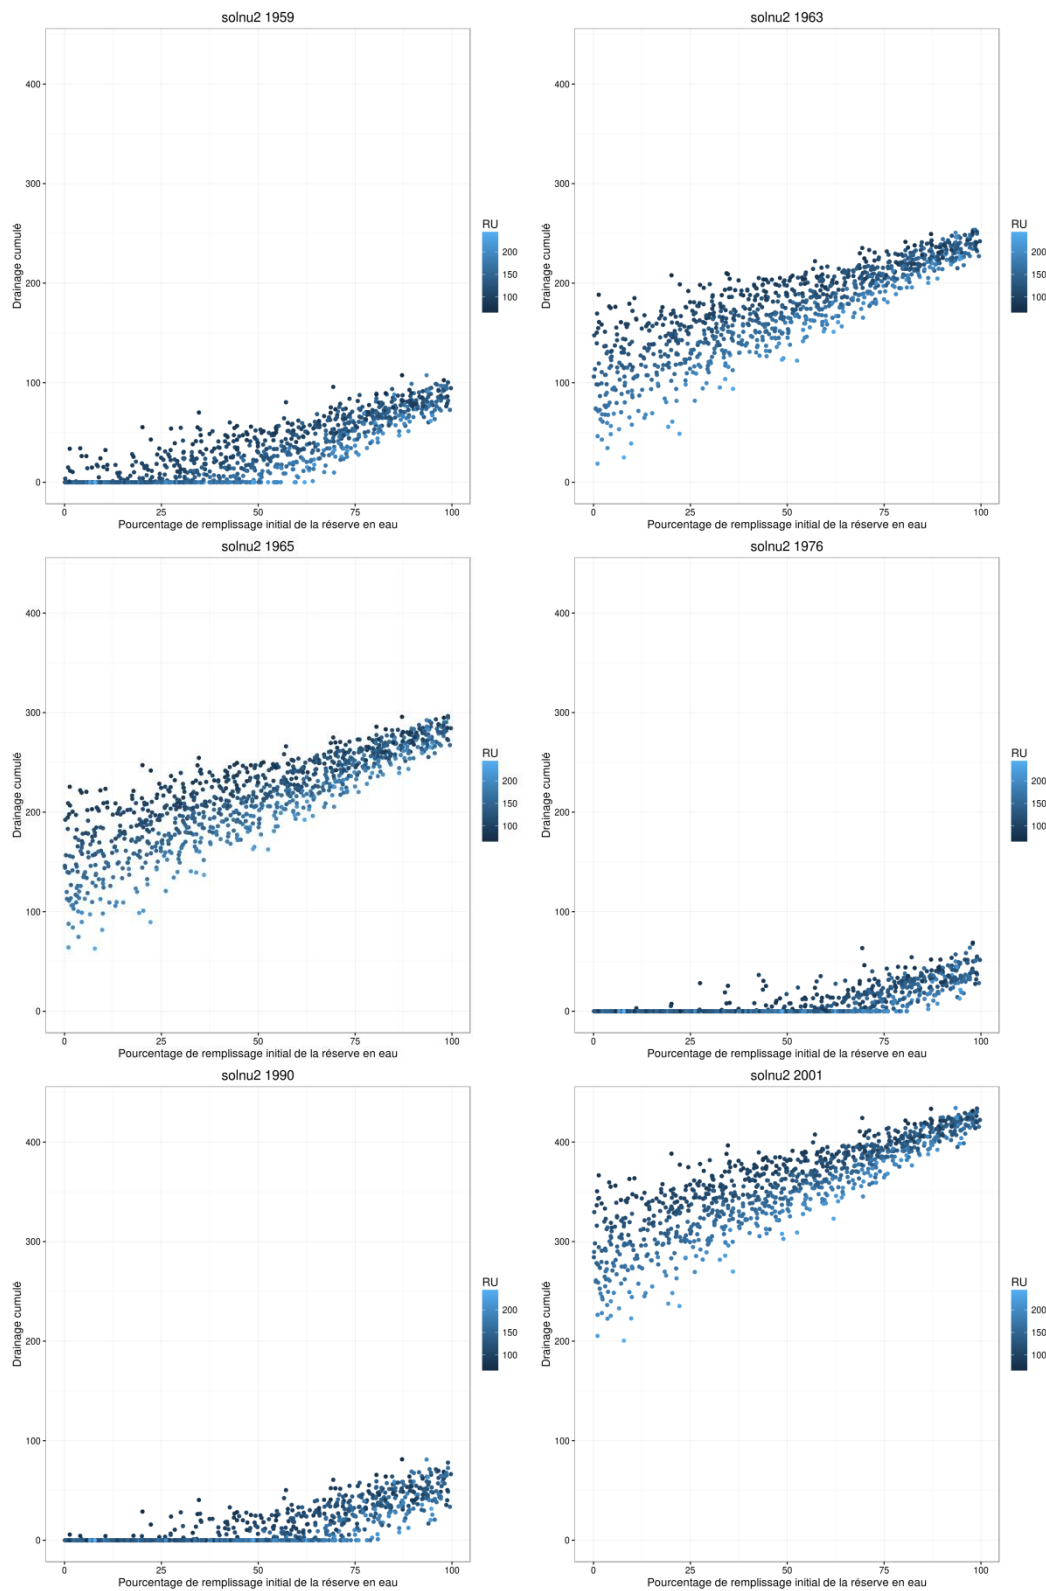 solnu2 1959
400
300
200
100
0
Drainage cumulé
0 25 50 75 100
Pourcentage de remplissage initial de la réserve en eau
RU
200
150
100
solnu2 1963
400
300
200
100
0
Drainage cumulé
0 25 50 75 100
Pourcentage de remplissage initial de la réserve en eau
RU
200
150
100
solnu2 1965
400
300
200
100
0
Drainage cumulé
0 25 50 75 100
Pourcentage de remplissage initial de la réserve en eau
RU
200
150
100
solnu2 1976
400
300
200
100
0
Drainage cumulé
0 25 50 75 100
Pourcentage de remplissage initial de la réserve en eau
RU
200
150
100
solnu2 1990
400
300
200
100
0
Drainage cumulé
0 25 50 75 100
Pourcentage de remplissage initial de la réserve en eau
RU
200
150
100
solnu2 2001
400
300
200
100
0
Drainage cumulé
0 25 50 75 100
Pourcentage de remplissage initial de la réserve en eau
RU
200
150
100